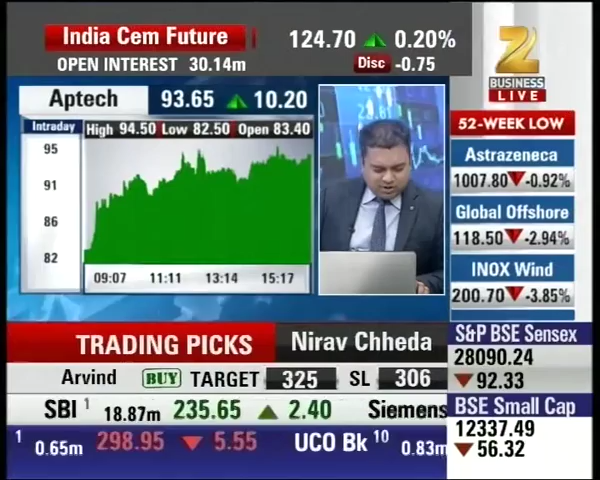 India Cem Future 124.70 0.20%
OPEN INTEREST 30.14m Disc -0.75
Z
BUSINESS
LIVE
Aptech 93.65 10.20
Intraday High 94.50 Low 82.50 Open 83.40
95
91
86
82
09:07 11:11 13:14 15:17
52-WEEK LOW
Astrazeneca
1007.80 -0.92%
Global Offshore
118.50 -2.94%
INOX Wind
200.70 -3.85%
TRADING PICKS Nirav Chheda
Arvind BUY TARGET 325 SL 306
S&P BSE Sensex
28090.24
92.33
BSE Small Cap
12337.49
56.32
SBI 1 18.87m 235.65 2.40 Siemens
1 0.65m 298.95 5.55 UCO Bk 10 0.83m